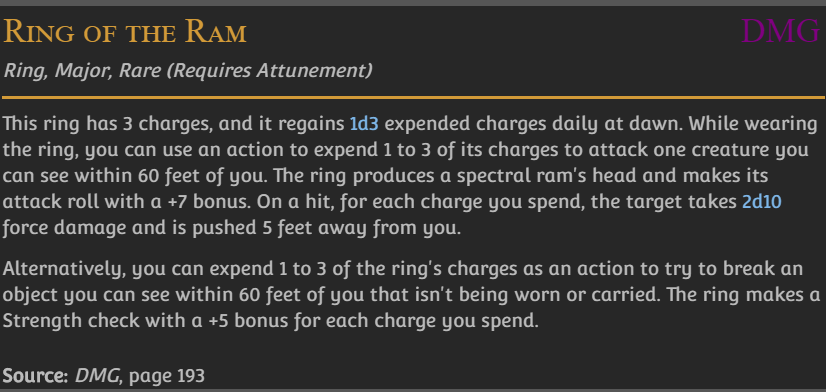 Ring of the Ram DMG
Ring, Major, Rare (Requires Attunement)
This ring has 3 charges, and it regains 1d3 expended charges daily at dawn. While wearing
the ring, you can use an action to expend 1 to 3 of its charges to attack one creature you
can see within 60 feet of you. The ring produces a spectral ram's head and makes its
attack roll with a +7 bonus. On a hit, for each charge you spend, the target takes 2d10
force damage and is pushed 5 feet away from you.
Alternatively, you can expend 1 to 3 of the ring's charges as an action to try to break an
object you can see within 60 feet of you that isn't being worn or carried. The ring makes a
Strength check with a +5 bonus for each charge you spend.
Source: DMG, page 193